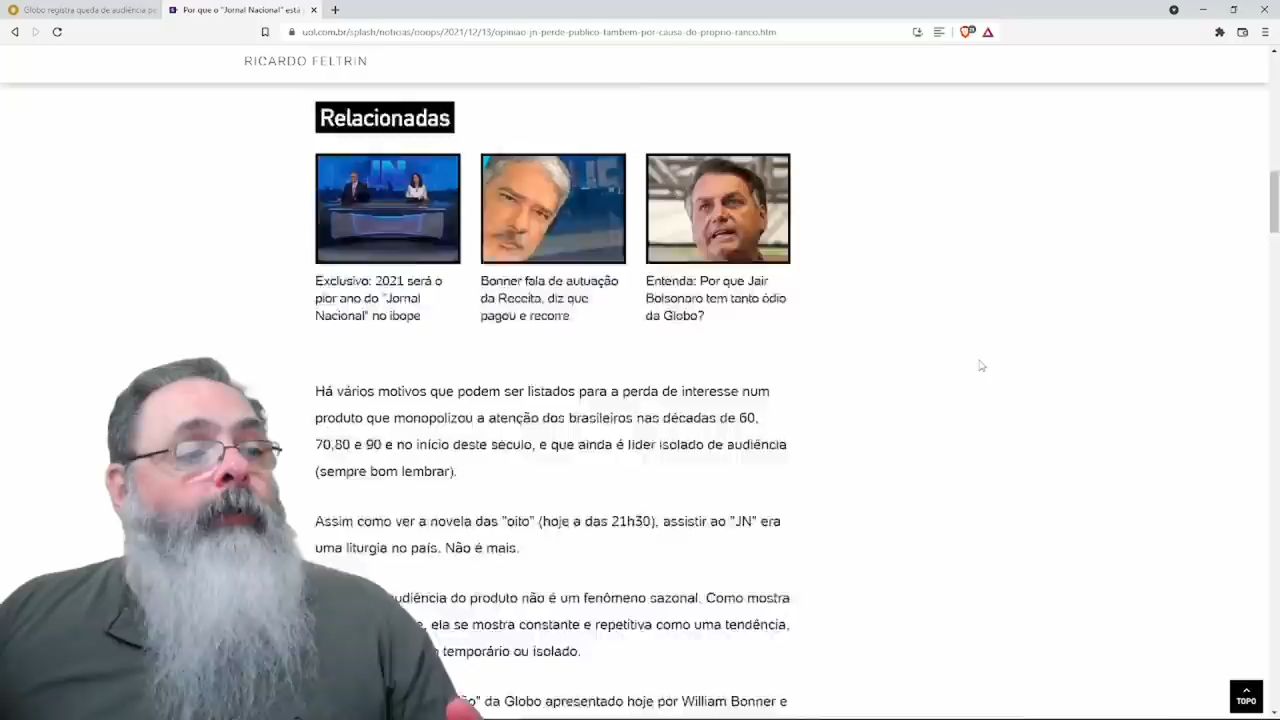 Globo registra queda de audiência pe
Por que o "Jornal Nacional" está
uol.com.br/splash/noticias/ooops/2021/12/13/opiniao-jn-perde-publico-tambem-por-causa-do-proprio-ranco.htm
RICARDO FELTRIN
Relacionadas
JN
Exclusivo: 2021 será o
pior ano do "Jornal
Nacional" no ibope
Bonner fala de autuação
da Receita, diz que
pagou e recorre
Entenda: Por que Jair
Bolsonaro tem tanto ódio
da Globo?
Há vários motivos que podem ser listados para a perda de interesse num
produto que monopolizou a atenção dos brasileiros nas décadas de 60,
70,80 e 90 e no início deste século, e que ainda é líder isolado de audiência
(sempre bom lembrar).
Assim como ver a novela das "oito" (hoje a das 21h30), assistir ao "JN" era
uma liturgia no país. Não é mais.
udiência do produto não é um fenômeno sazonal. Como mostra
, ela se mostra constante e repetitiva como uma tendência,
temporário ou isolado.
da Globo apresentado hoje por William Bonner e
TOPO